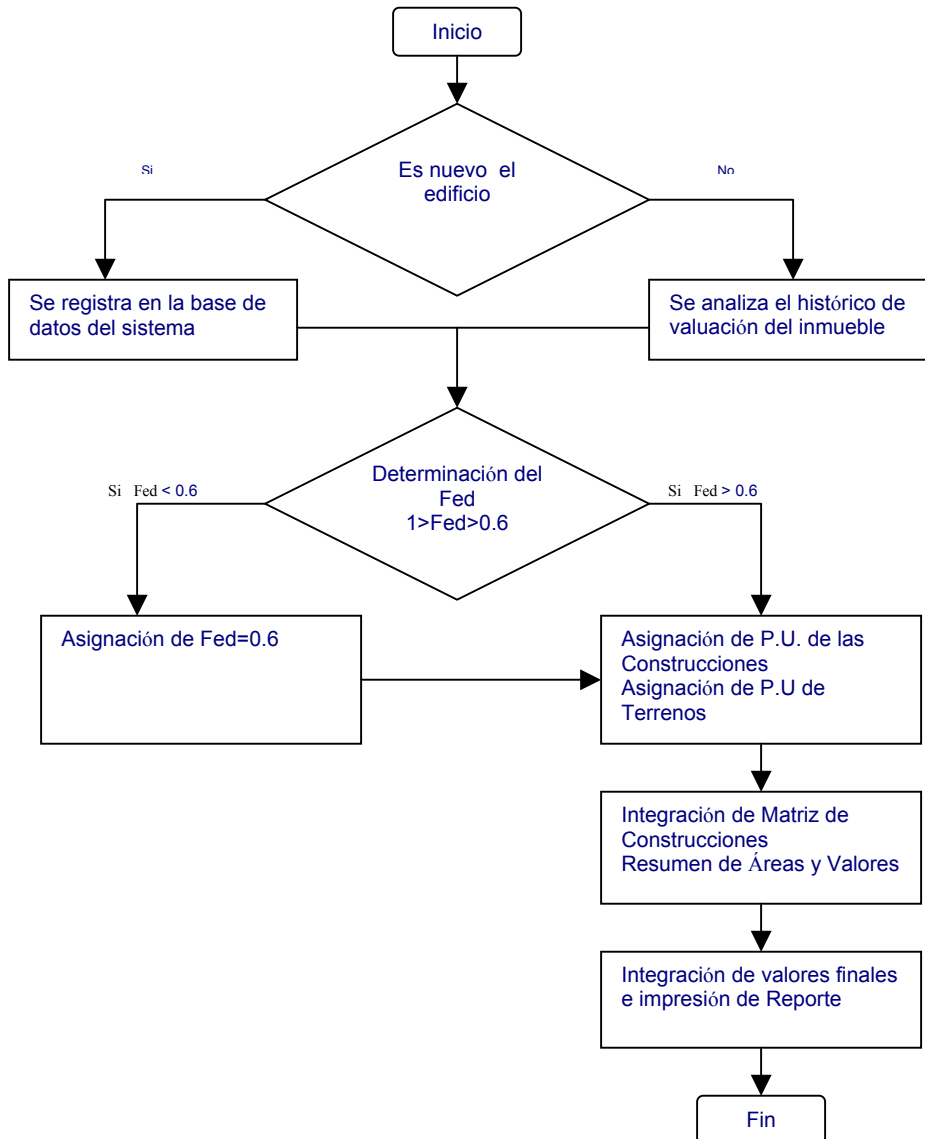 Inicio
Es nuevo el
edificio
Si
No
Se registra en la base de
datos del sistema
Se analiza el histórico de
valuación del inmueble
Determinación del
Fed
1>Fed>0.6
Si Fed < 0.6
Si Fed > 0.6
Asignación de Fed=0.6
Asignación de P.U. de las
Construcciones
Asignación de P.U de
Terrenos
Integración de Matriz de
Construcciones
Resumen de Áreas y Valores
Integración de valores finales
e impresión de Reporte
Fin